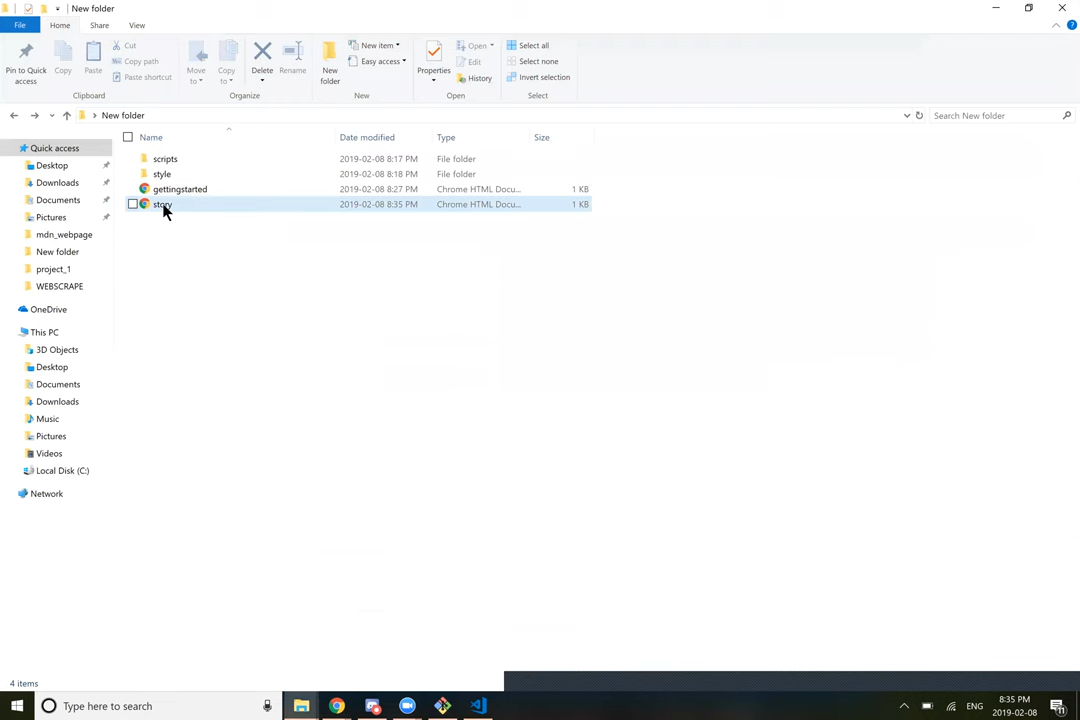 New folder
File Home Share View
Pin to Quick access
Copy
Paste
Cut
Copy path
Paste shortcut
Clipboard
Move to
Copy to
Delete
Rename
Organize
New folder
New item
Easy access
New
Properties
Open
Edit
History
Open
Select all
Select none
Invert selection
Select
New folder
Search New folder
Name Date modified Type Size
scripts 2019-02-08 8:17 PM File folder
style 2019-02-08 8:18 PM File folder
gettingstarted 2019-02-08 8:27 PM Chrome HTML Docu... 1 KB
story 2019-02-08 8:35 PM Chrome HTML Docu... 1 KB
Quick access
Desktop
Downloads
Documents
Pictures
mdn_webpage
New folder
project_1
WEBSCRAPE
OneDrive
This PC
3D Objects
Desktop
Documents
Downloads
Music
Pictures
Videos
Local Disk (C:)
Network
4 items
Type here to search
ENG
8:35 PM
2019-02-08